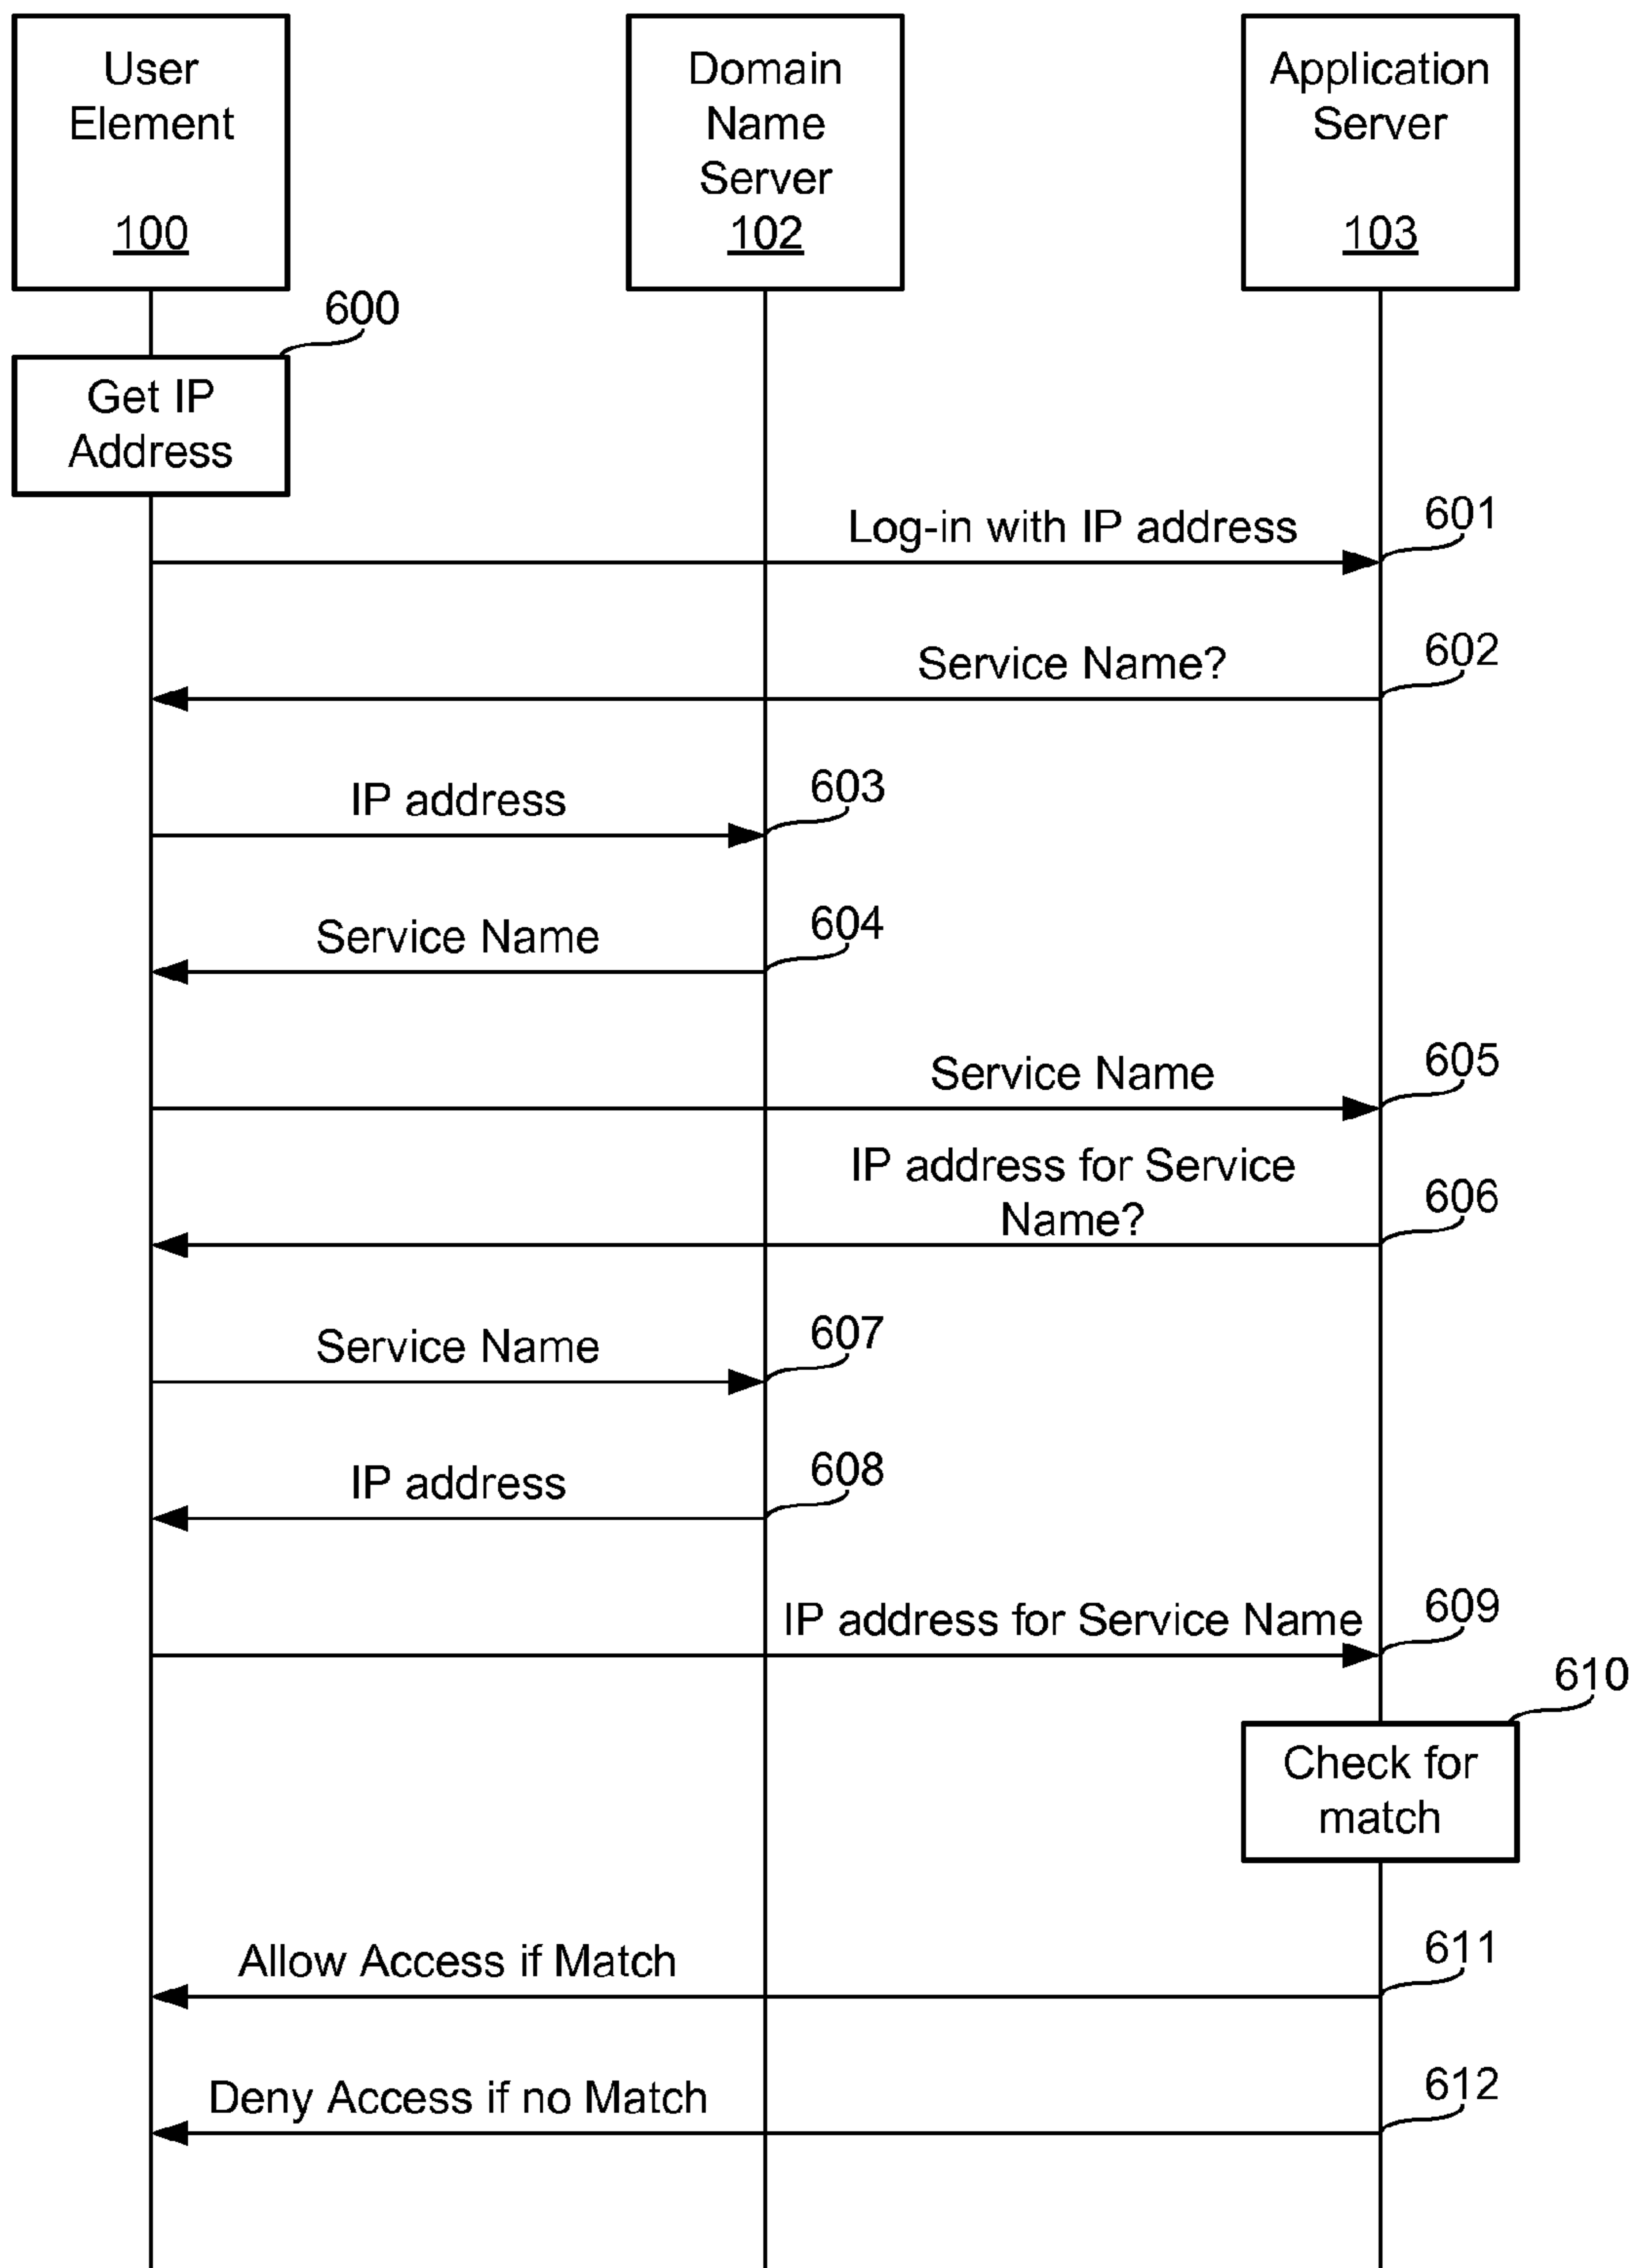 User
Element
100
Domain
Name
Server
102
Application
Server
103
600
Get IP
Address
Log-in with IP address
601
Service Name?
602
IP address
603
Service Name
604
Service Name
605
IP address for Service
Name?
606
Service Name
607
IP address
608
IP address for Service Name
609
610
Check for
match
Allow Access if Match
611
Deny Access if no Match
612